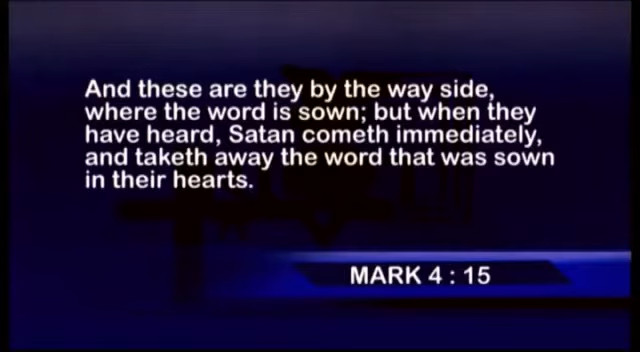 And these are they by the way side,
where the word is sown; but when they
have heard, Satan cometh immediately,
and taketh away the word that was sown
in their hearts.
MARK 4 : 15